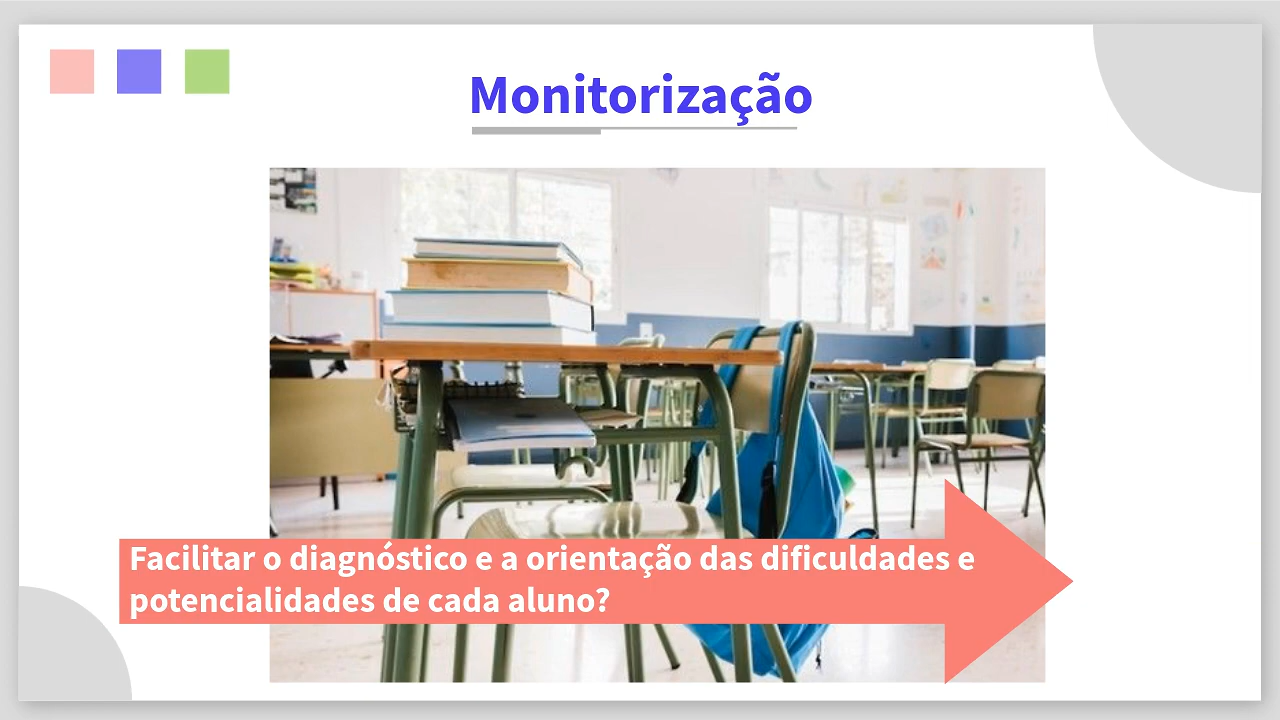 Monitorização
Facilitar o diagnóstico e a orientação das dificuldades e
potencialidades de cada aluno?